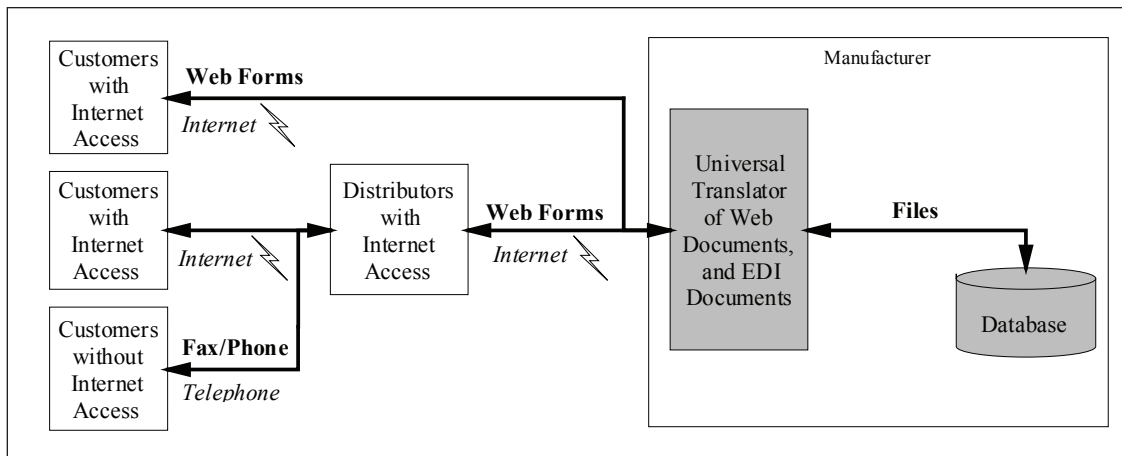 Manufacturer
Customers
with
Internet
Access
Web Forms
Internet
Customers
with
Internet
Access
Internet
Distributors
with
Internet
Access
Web Forms
Internet
Universal
Translator
of Web
Documents,
and EDI
Documents
Files
Database
Customers
without
Internet
Access
Fax/Phone
Telephone